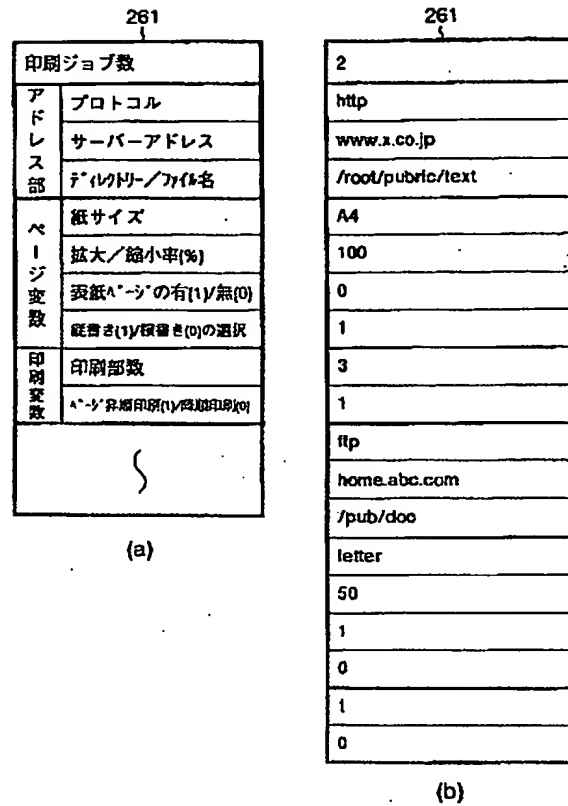 261
印刷ジョブ数
アドレス部
プロトコル
サーバーアドレス
ディレクトリー／ファイル名
ページ変数
紙サイズ
拡大／縮小率(%)
表紙ページの有(1)/無(0)
縦書き(1)/横書き(0)の選択
印刷変数
印刷部数
ページ昇順印刷(1)/降順印刷(0)
(a)
261
2
http
www.x.co.jp
/root/pubric/text
A4
100
0
1
3
1
ftp
home.abc.com
/pub/doc
letter
50
1
0
1
0
(b)